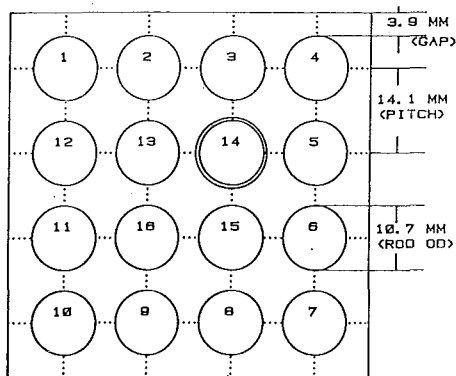 3.9 MM
(GAP)
1 2 3 4
14.1 MM
(PITCH)
12 13 14 5
11 16 15 6
10.7 MM
(ROD OD)
10 9 8 7